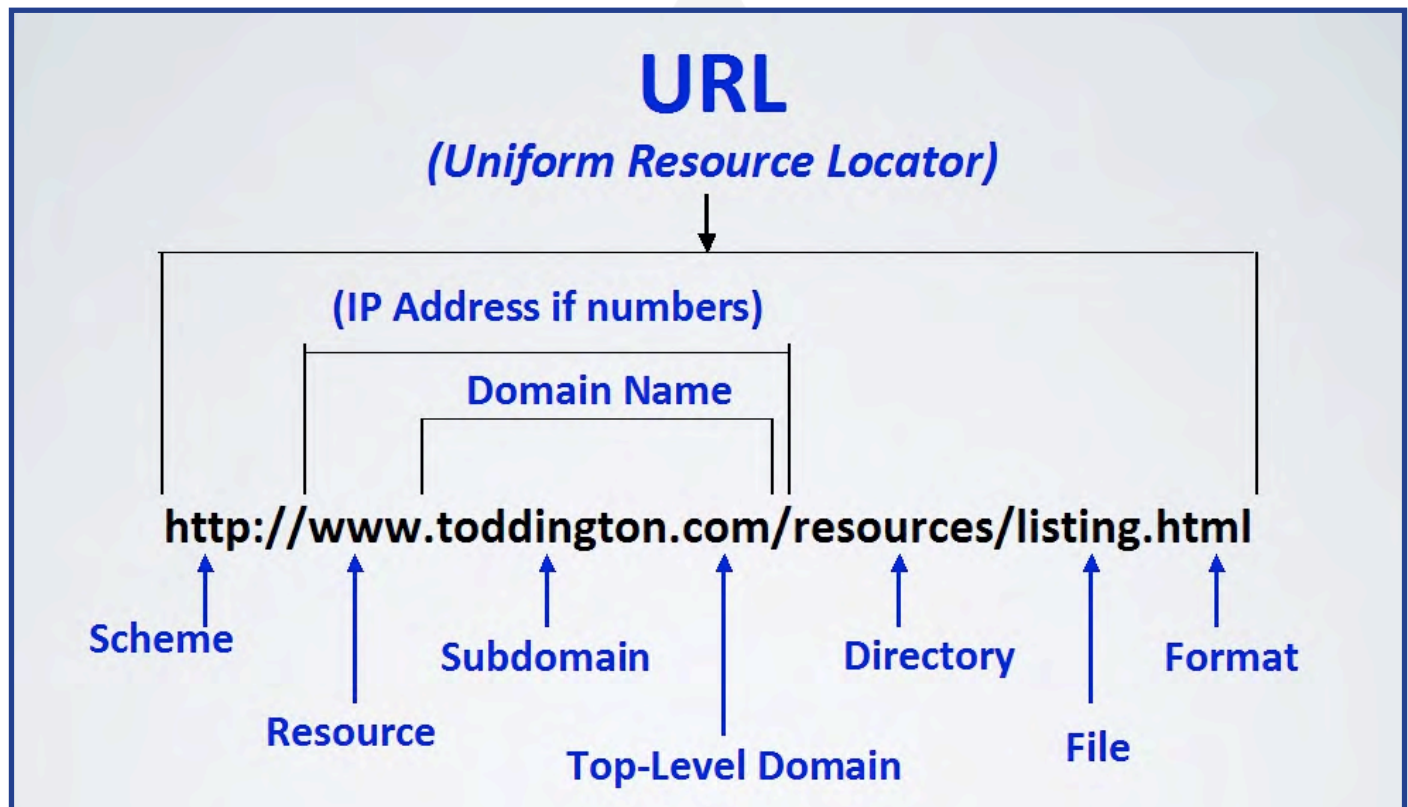 URL
(Uniform Resource Locator)
(IP Address if numbers)
Domain Name
http://www.toddington.com/resources/listing.html
Scheme
Subdomain
Directory
Format
Resource
Top-Level Domain
File